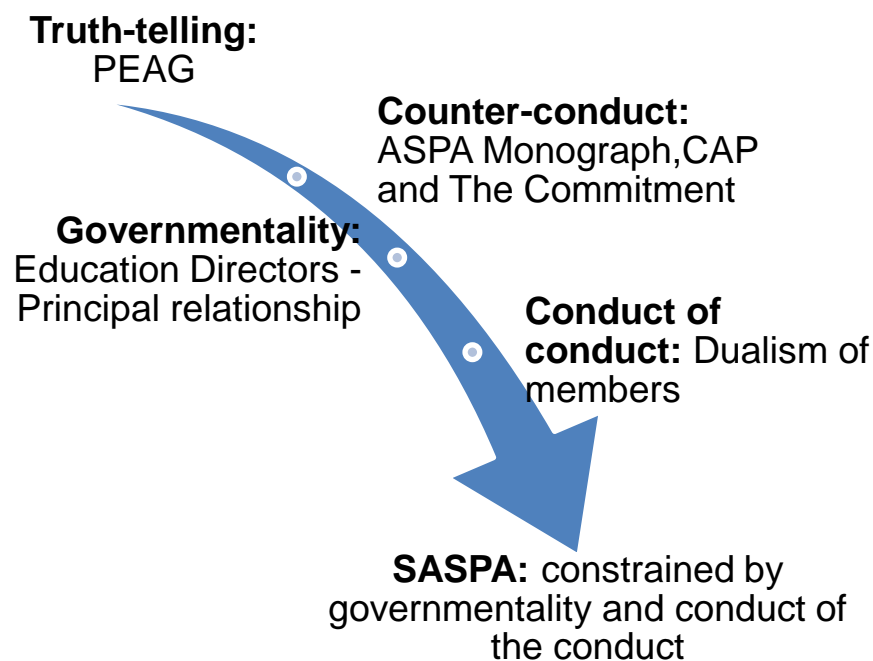 Truth-telling:
PEAG
Counter-conduct:
ASPA Monograph,CAP
and The Commitment
Governmentality:
Education Directors -
Principal relationship
Conduct of
conduct: Dualism of
members
SASPA: constrained by
governmentality and conduct of
the conduct